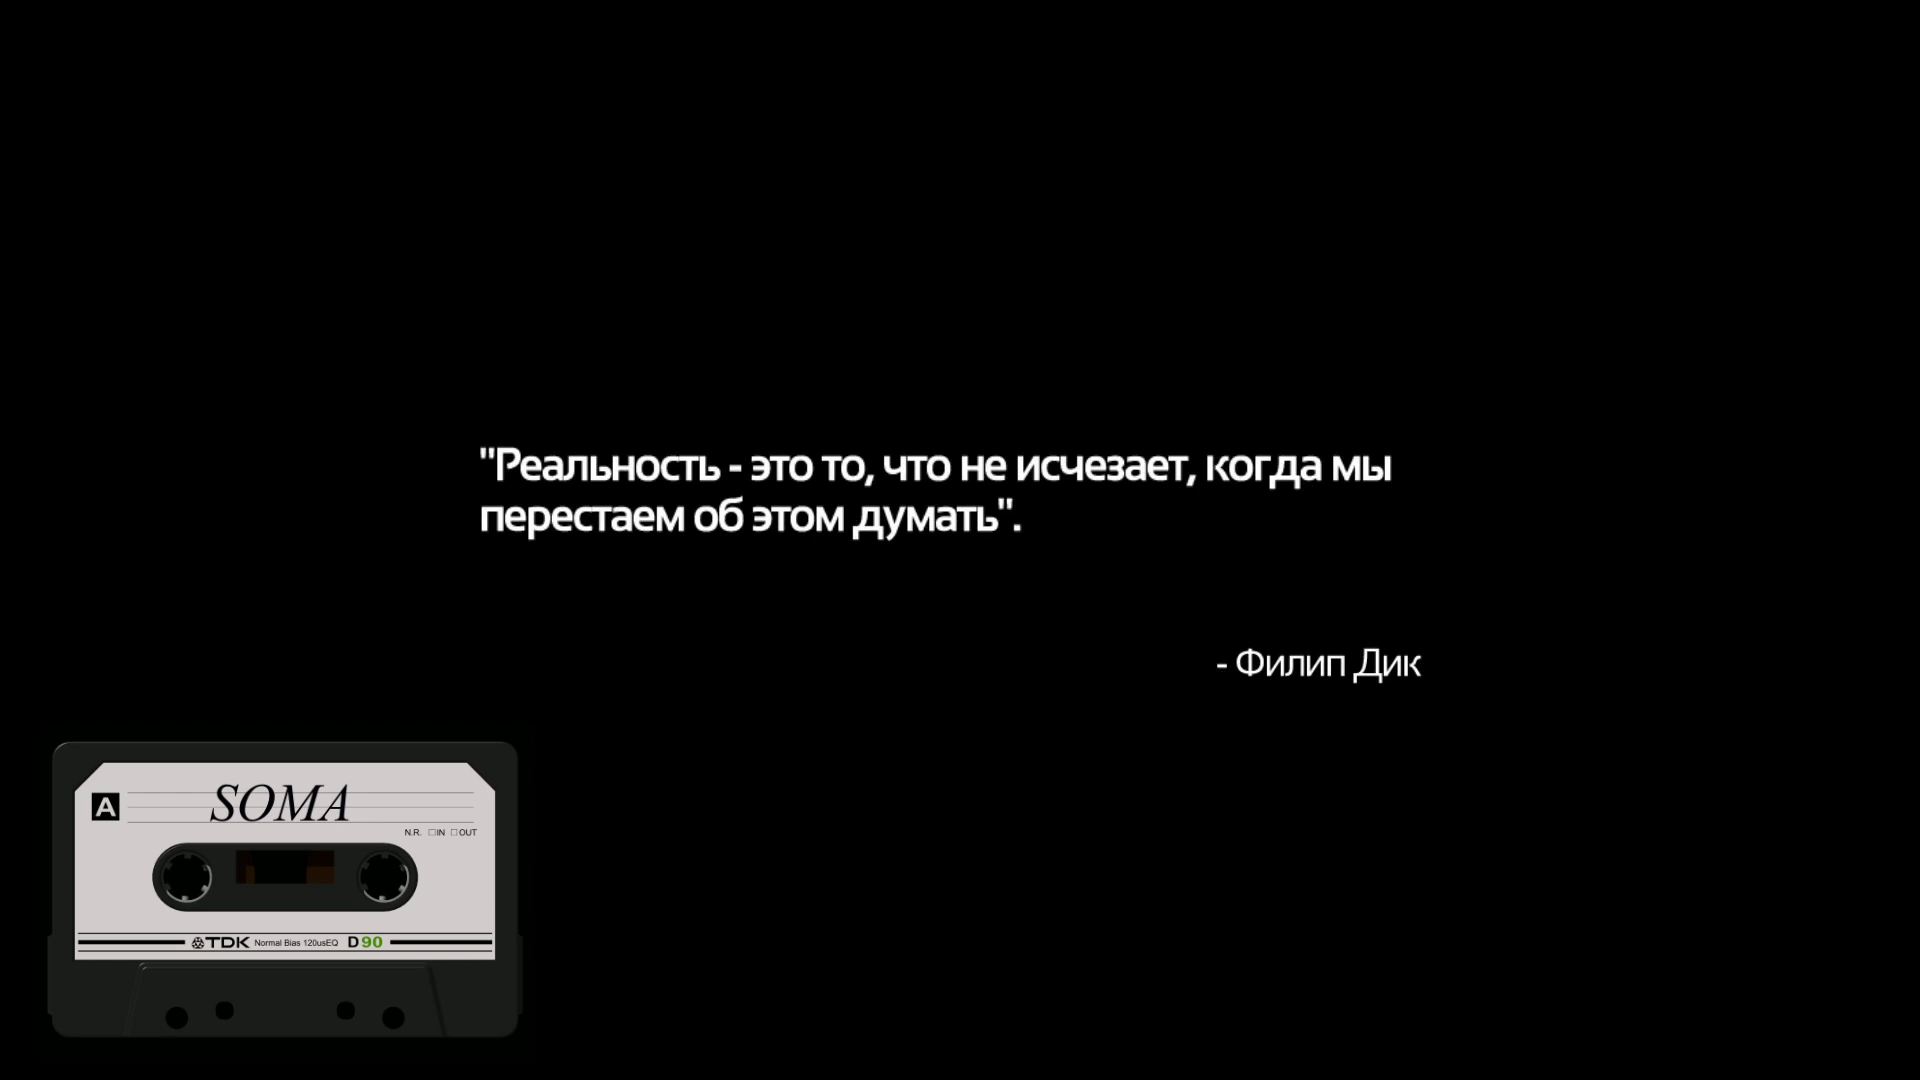 "Реальность - это то, что не исчезает, когда мы
перестаем об этом думать".
- Филип Дик
SOMA
A
N.R. □IN □OUT
TDK Normal Bias 120usEQ D90